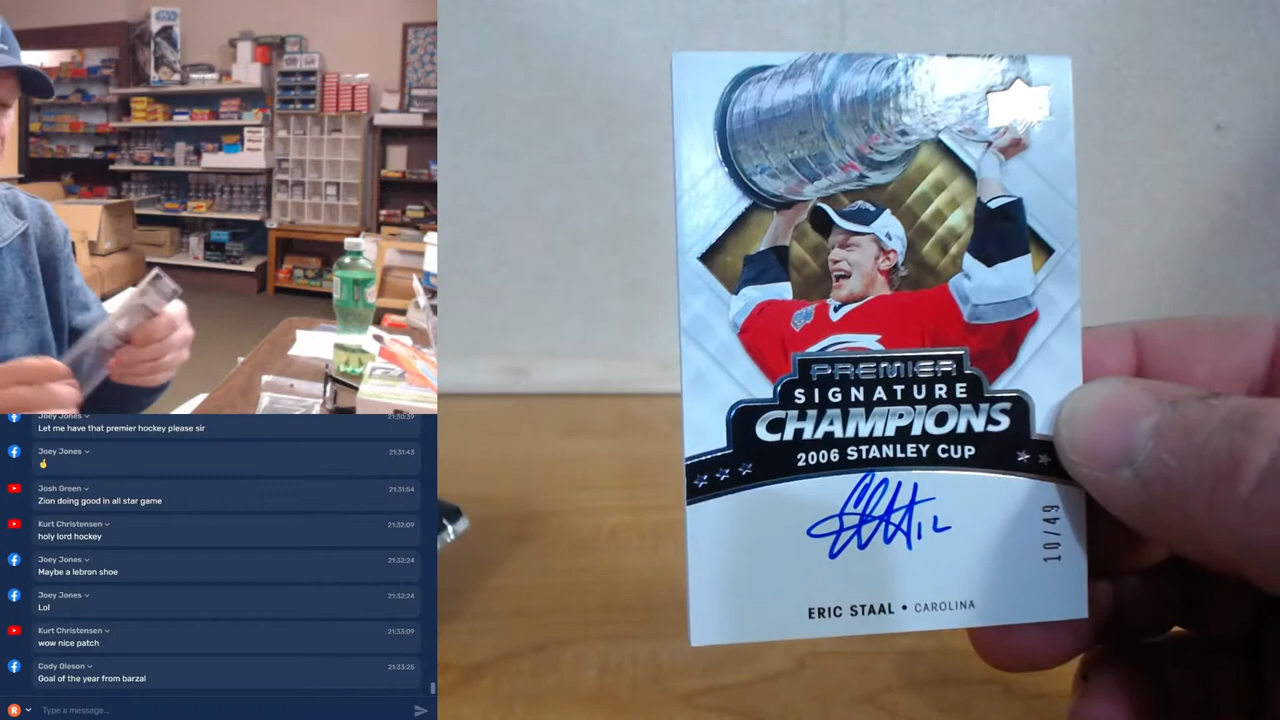 Joey Jones
21:30:39
Let me have that premier hockey please sir
Joey Jones
21:31:43
Josh Green
21:31:54
Zion doing good in all star game
Kurt Christensen
21:32:09
holy lord hockey
Joey Jones
21:32:24
Maybe a lebron shoe
Joey Jones
21:32:24
Lol
Kurt Christensen
21:33:09
wow nice patch
Cody Oleson
21:33:25
Goal of the year from barzal
R
Type a message...
PREMIER
SIGNATURE
CHAMPIONS
2006 STANLEY CUP
12
10/49
ERIC STAAL • CAROLINA